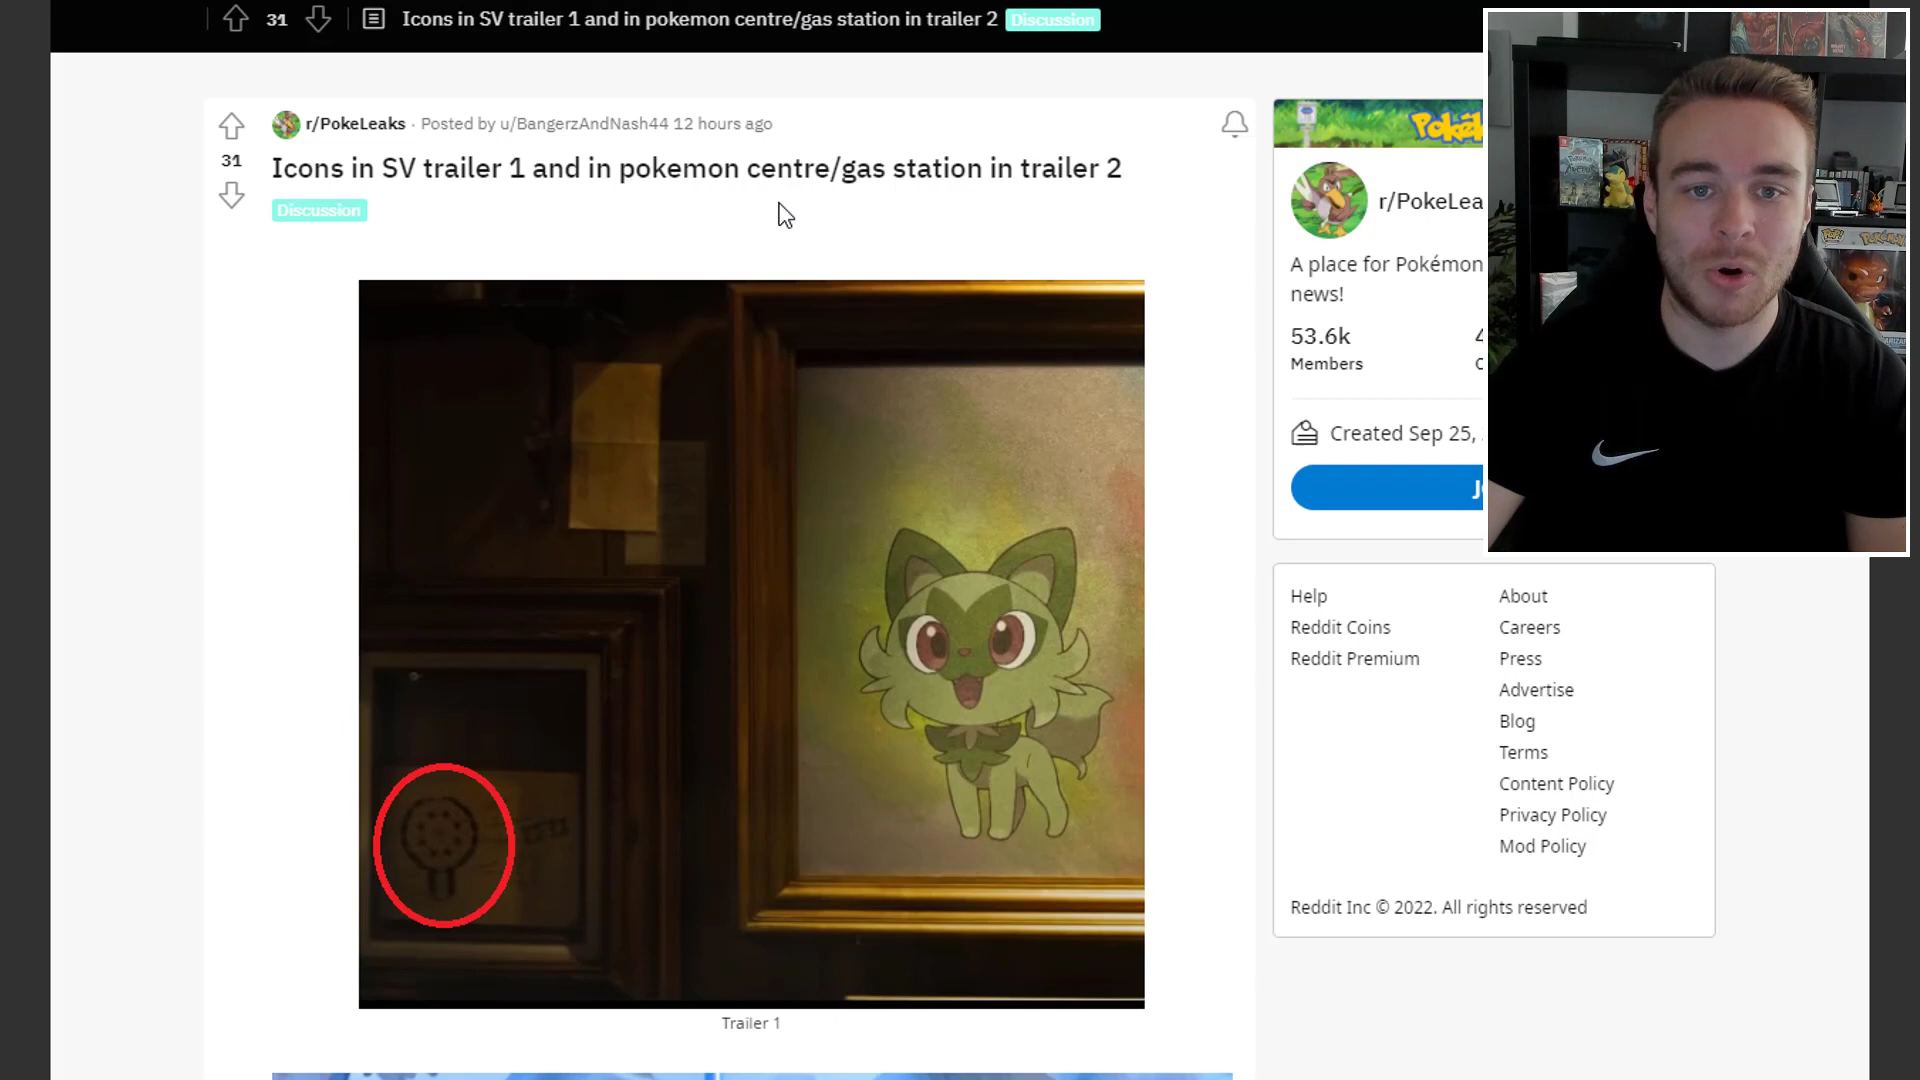 31
Icons in SV trailer 1 and in pokemon centre/gas station in trailer 2 Discussion
r/PokeLeaks · Posted by u/BangerzAndNash44 12 hours ago
31
Icons in SV trailer 1 and in pokemon centre/gas station in trailer 2
Discussion
Trailer 1
Poké
r/PokeLea
A place for Pokémon
news!
53.6k
Members
Created Sep 25,
Help
About
Reddit Coins
Careers
Reddit Premium
Press
Advertise
Blog
Terms
Content Policy
Privacy Policy
Mod Policy
Reddit Inc © 2022. All rights reserved
POP!